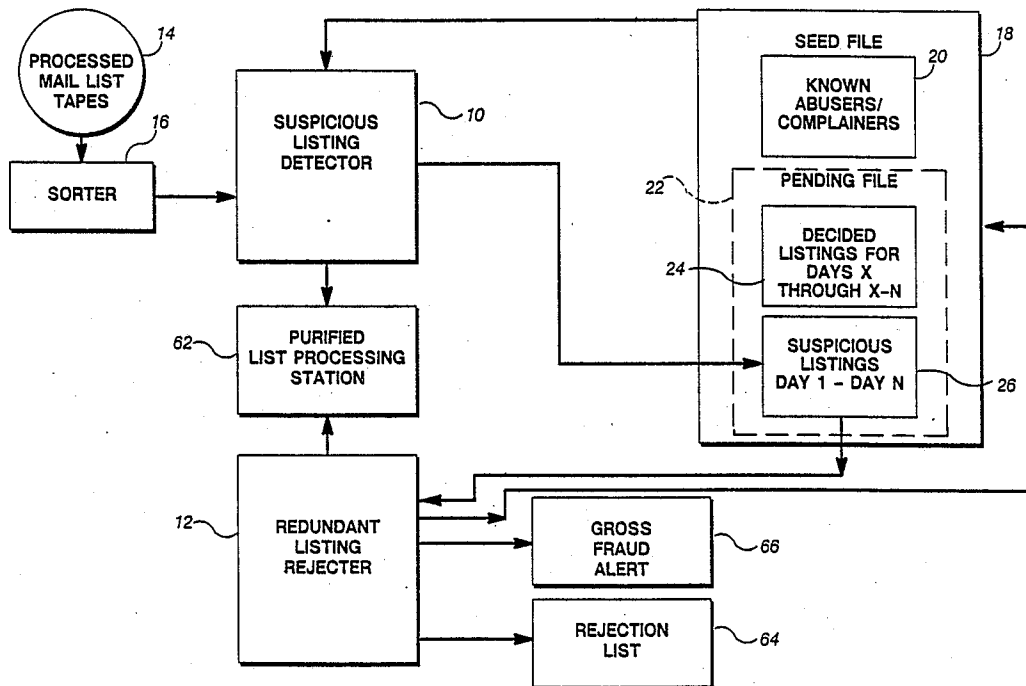 14
PROCESSED
MAIL LIST
TAPES
16
SORTER
SUSPICIOUS
LISTING
DETECTOR
10
SEED FILE
18
20
KNOWN
ABUSERS/
COMPLAINERS
22
PENDING FILE
24
DECIDED
LISTINGS FOR
DAYS X
THROUGH X-N
SUSPICIOUS
LISTINGS
DAY 1 - DAY N
26
62
PURIFIED
LIST PROCESSING
STATION
12
REDUNDANT
LISTING
REJECTER
GROSS
FRAUD
ALERT
66
REJECTION
LIST
64